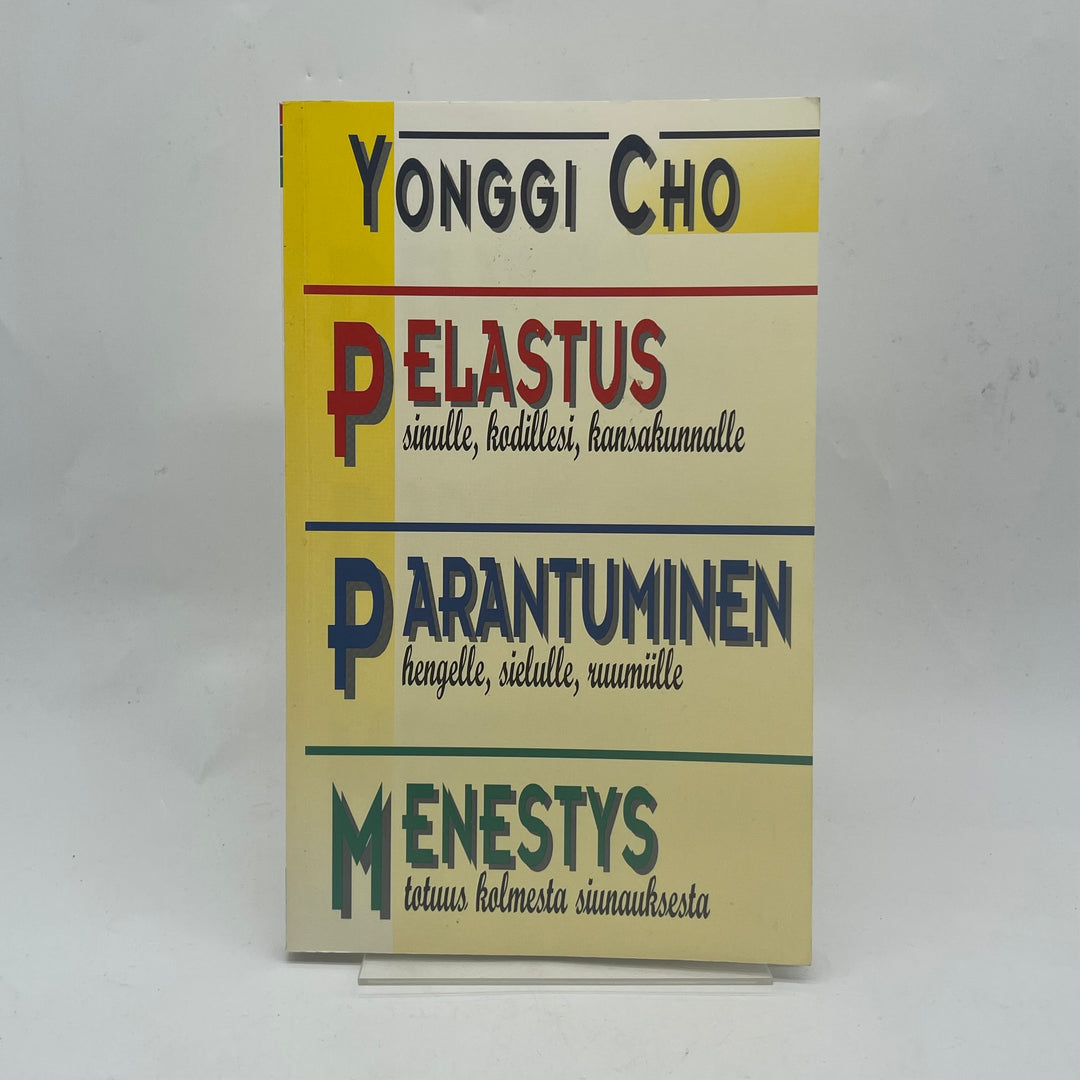 YONGGI CHO
PELASTUS
sinulle, kodillesi, kansakunnalle
PARANTUMINEN
hengelle, sielulle, ruumiille
MENESTYS
totuus kolmesta siunauksesta